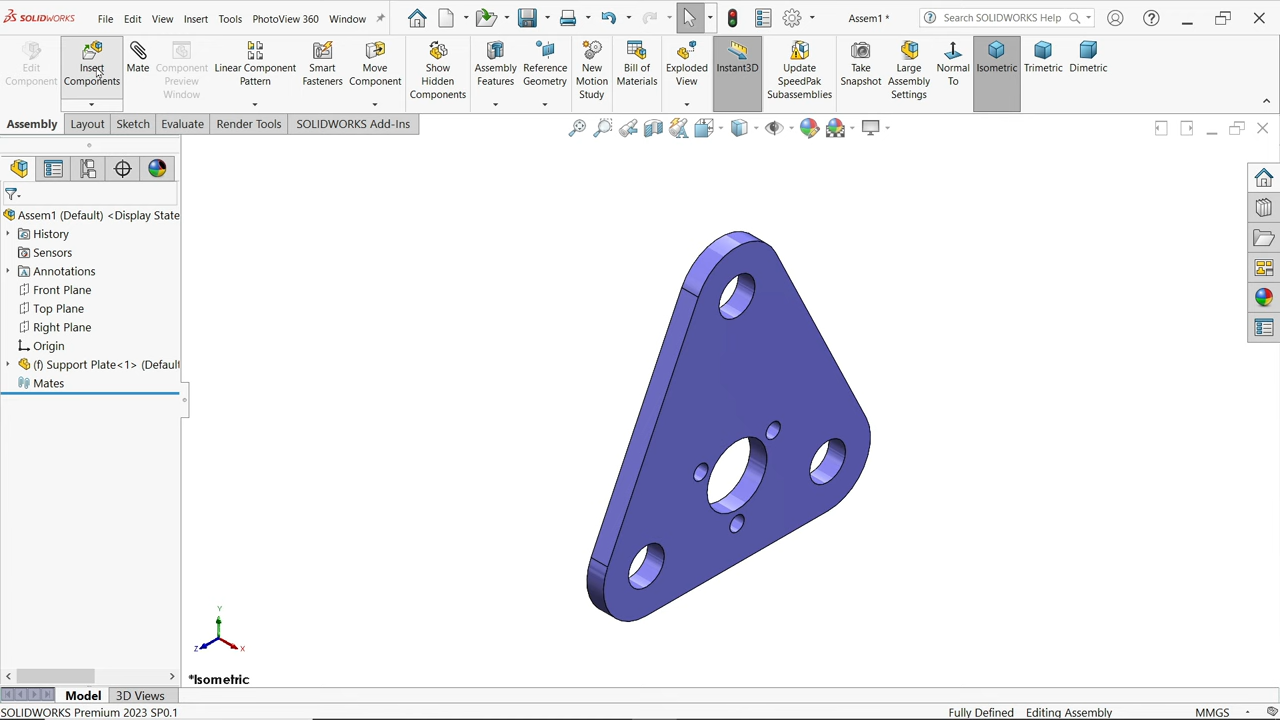 SOLIDWORKS
File
Edit
View
Insert
Tools
PhotoView 360
Window
Assem1 *
Search SOLIDWORKS Help
Edit
Component
Insert
Components
Mate
Component
Preview
Window
Linear Component
Pattern
Smart
Fasteners
Move
Component
Show
Hidden
Components
Assembly
Features
Reference
Geometry
New
Motion
Study
Bill of
Materials
Exploded
View
Instant3D
Update
SpeedPak
Subassemblies
Take
Snapshot
Large
Assembly
Settings
Normal
To
Isometric
Trimetric
Dimetric
Assembly
Layout
Sketch
Evaluate
Render Tools
SOLIDWORKS Add-Ins
Assem1 (Default) <Display State
History
Sensors
Annotations
Front Plane
Top Plane
Right Plane
Origin
(f) Support Plate<1> (Default
Mates
Y
Z
X
*Isometric
Model
3D Views
SOLIDWORKS Premium 2023 SP0.1
Fully Defined
Editing Assembly
MMGS